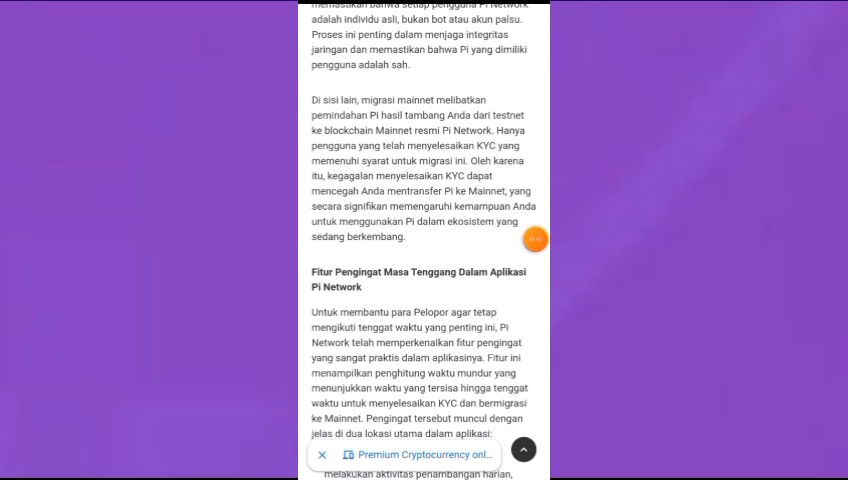 memastikan bahwa setiap pengguna Pi Network
adalah individu asli, bukan bot atau akun palsu.
Proses ini penting dalam menjaga integritas
jaringan dan memastikan bahwa Pi yang dimiliki
pengguna adalah sah.
Di sisi lain, migrasi mainnet melibatkan
pemindahan Pi hasil tambang Anda dari testnet
ke blockchain Mainnet resmi Pi Network. Hanya
pengguna yang telah menyelesaikan KYC yang
memenuhi syarat untuk migrasi ini. Oleh karena
itu, kegagalan menyelesaikan KYC dapat
mencegah Anda mentransfer Pi ke Mainnet, yang
secara signifikan memengaruhi kemampuan Anda
untuk menggunakan Pi dalam ekosistem yang
sedang berkembang.
Fitur Pengingat Masa Tenggang Dalam Aplikasi
Pi Network
Untuk membantu para Pelopor agar tetap
mengikuti tenggat waktu yang penting ini, Pi
Network telah memperkenalkan fitur pengingat
yang sangat praktis dalam aplikasinya. Fitur ini
menampilkan penghitung waktu mundur yang
menunjukkan waktu yang tersisa hingga tenggat
waktu untuk menyelesaikan KYC dan bermigrasi
ke Mainnet. Pengingat tersebut muncul dengan
jelas di dua lokasi utama dalam aplikasi:
Premium Cryptocurrency onl...
melakukan aktivitas penambangan harian,